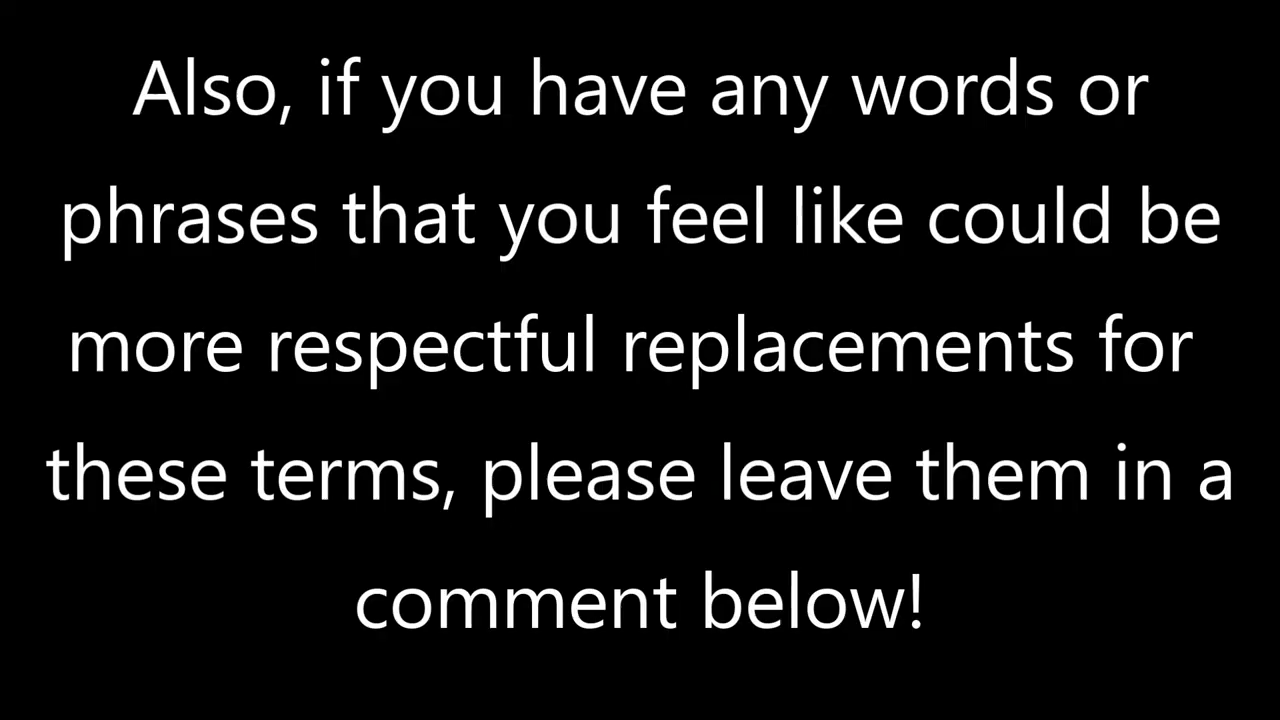 Also, if you have any words or
phrases that you feel like could be
more respectful replacements for
these terms, please leave them in a
comment below!